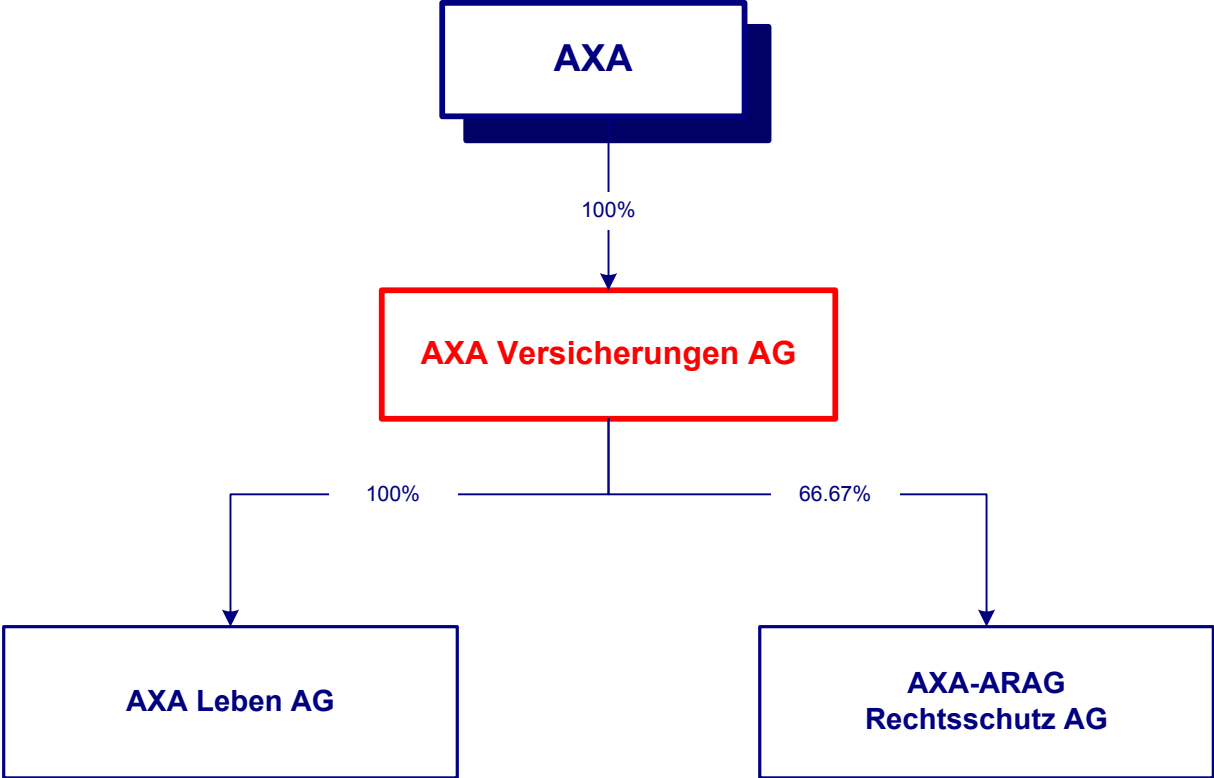 AXA
100%
AXA Versicherungen AG
100%
66.67%
AXA Leben AG
AXA-ARAG
Rechtsschutz AG